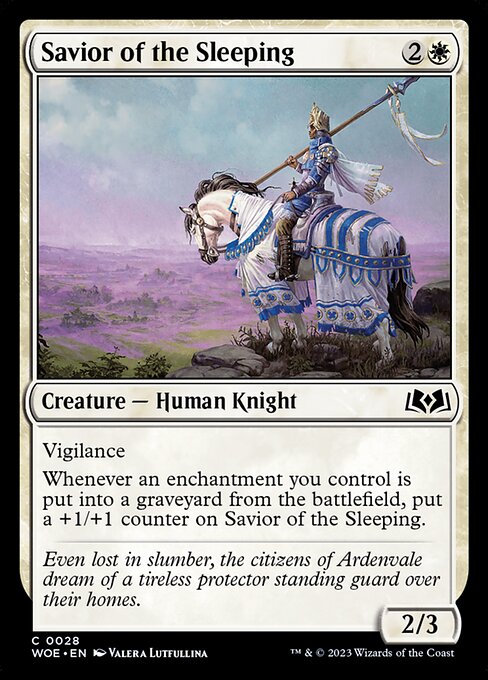 Savior of the Sleeping 2
Creature — Human Knight
Vigilance
Whenever an enchantment you control is
put into a graveyard from the battlefield, put
a +1/+1 counter on Savior of the Sleeping.
Even lost in slumber, the citizens of Ardenvale
dream of a tireless protector standing guard over
their homes.
2/3
C 0028
WOE • EN Valera Lutfullina
™ & © 2023 Wizards of the Coast